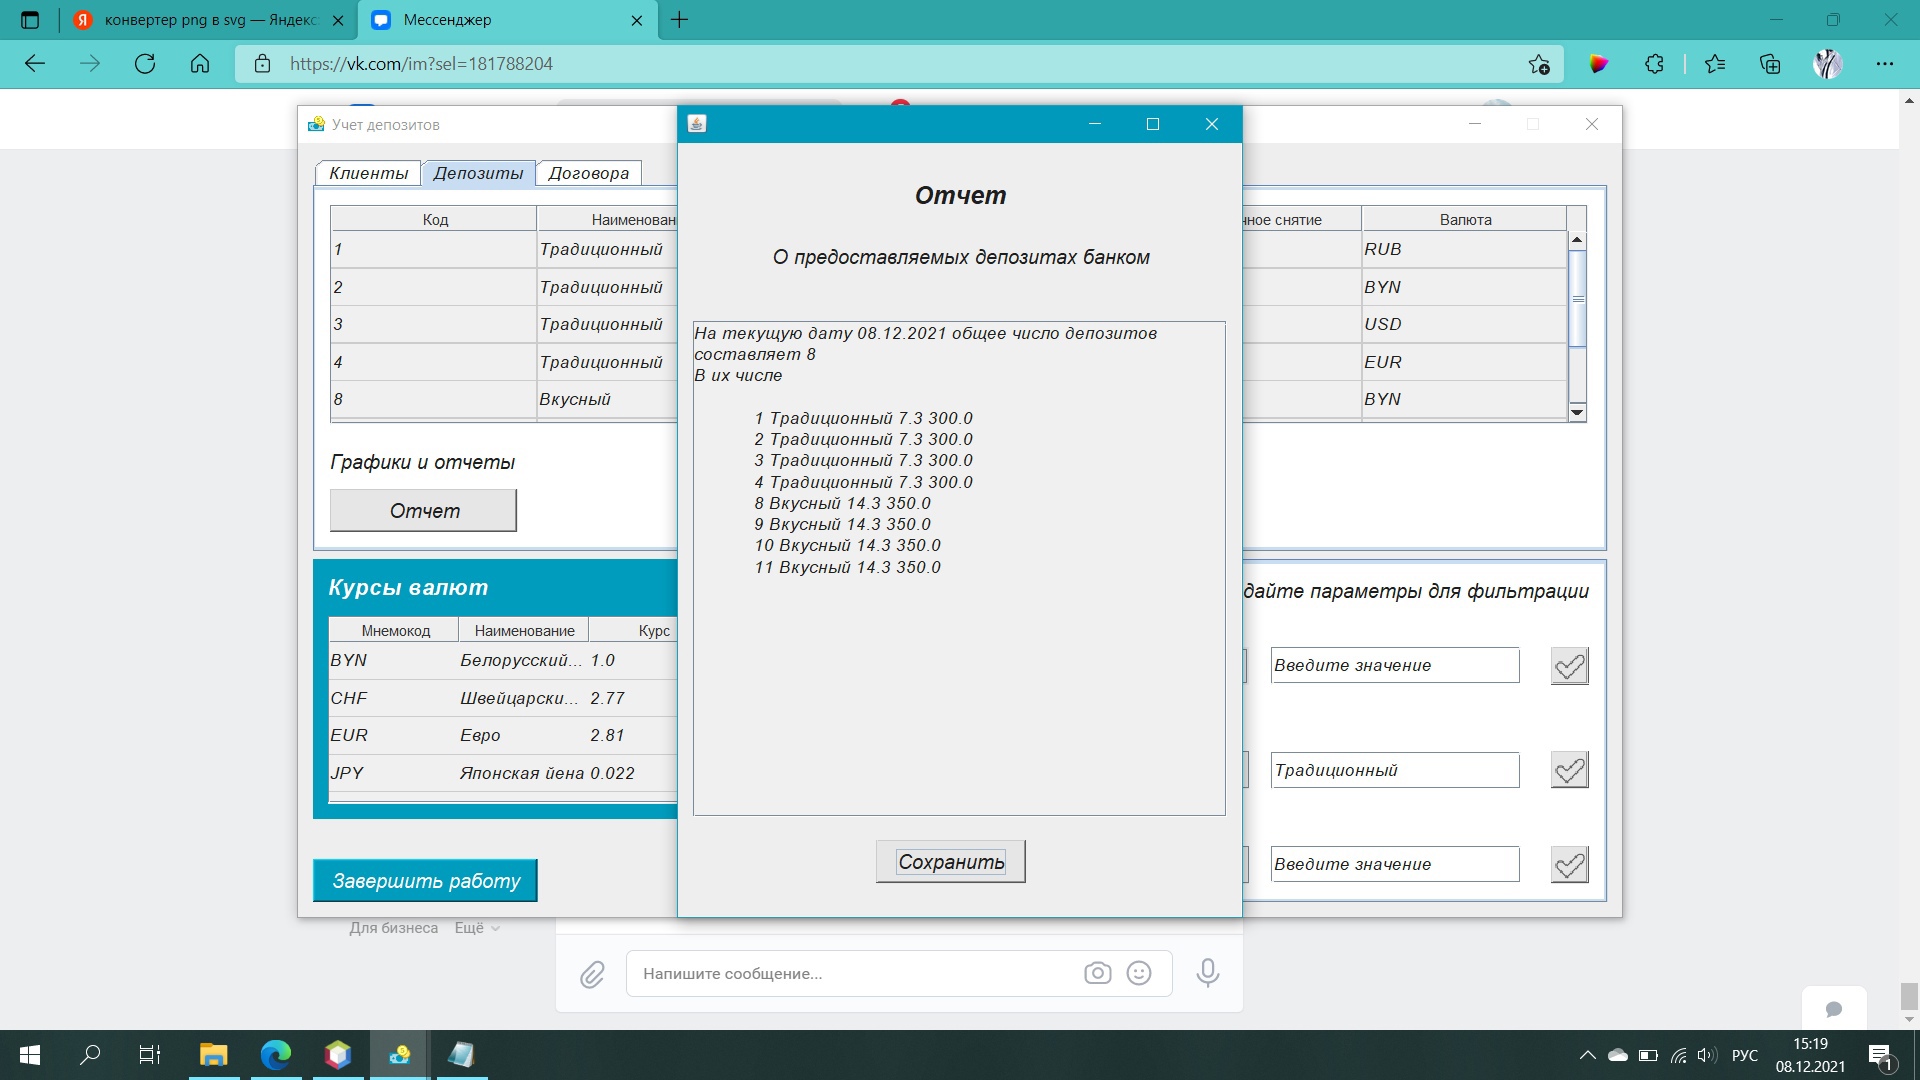 конвертер png в svg — Яндекс
Мессенджер
https://vk.com/im?sel=181788204
Учет депозитов
Клиенты
Депозиты
Договора
Код
Валюта
снятие
1
Традиционный
RUB
2
Традиционный
BYN
3
Традиционный
USD
4
Традиционный
EUR
8
Вкусный
BYN
Графики и отчеты
Отчет
Отчет
О предоставляемых депозитах банком
На текущую дату 08.12.2021 общее число депозитов
составляет 8
В их числе
1 Традиционный 7.3 300.0
2 Традиционный 7.3 300.0
3 Традиционный 7.3 300.0
4 Традиционный 7.3 300.0
8 Вкусный 14.3 350.0
9 Вкусный 14.3 350.0
10 Вкусный 14.3 350.0
11 Вкусный 14.3 350.0
Сохранить
Курсы валют
Мнемокод
Наименование
Курс
BYN
Белорусский...
1.0
CHF
Швейцарски...
2.77
EUR
Евро
2.81
JPY
Японская йена
0.022
Завершить работу
параметры для фильтрации
Введите значение
Традиционный
Введите значение
Для бизнеса
Ещё
Напишите сообщение...
РУС
15:19
08.12.2021
1